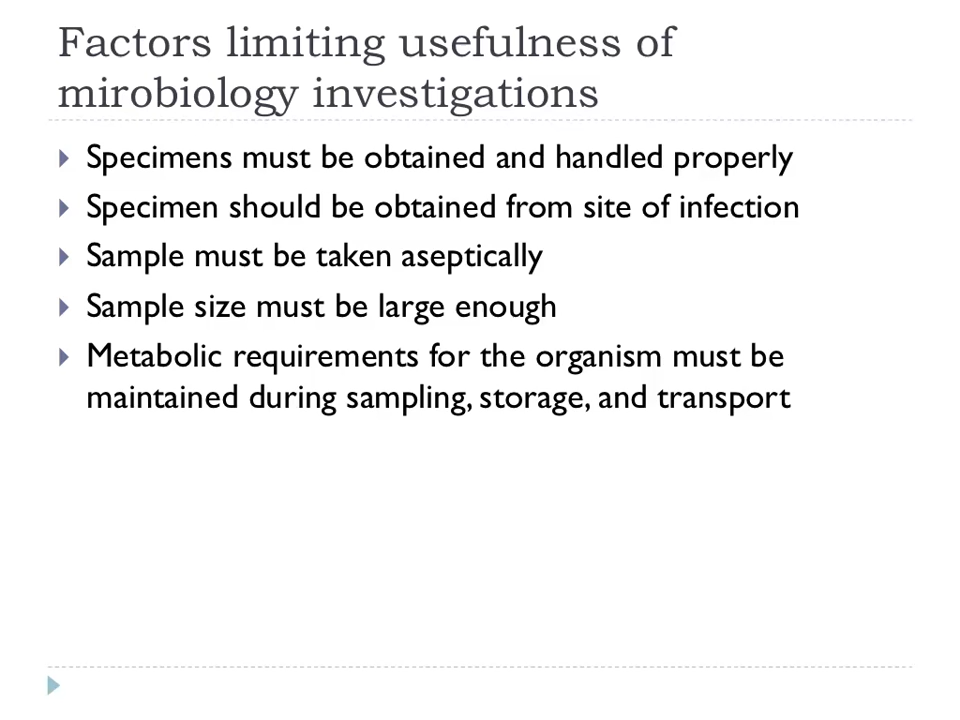 Factors limiting usefulness of
mirobiology investigations
Specimens must be obtained and handled properly
Specimen should be obtained from site of infection
Sample must be taken aseptically
Sample size must be large enough
Metabolic requirements for the organism must be
maintained during sampling, storage, and transport